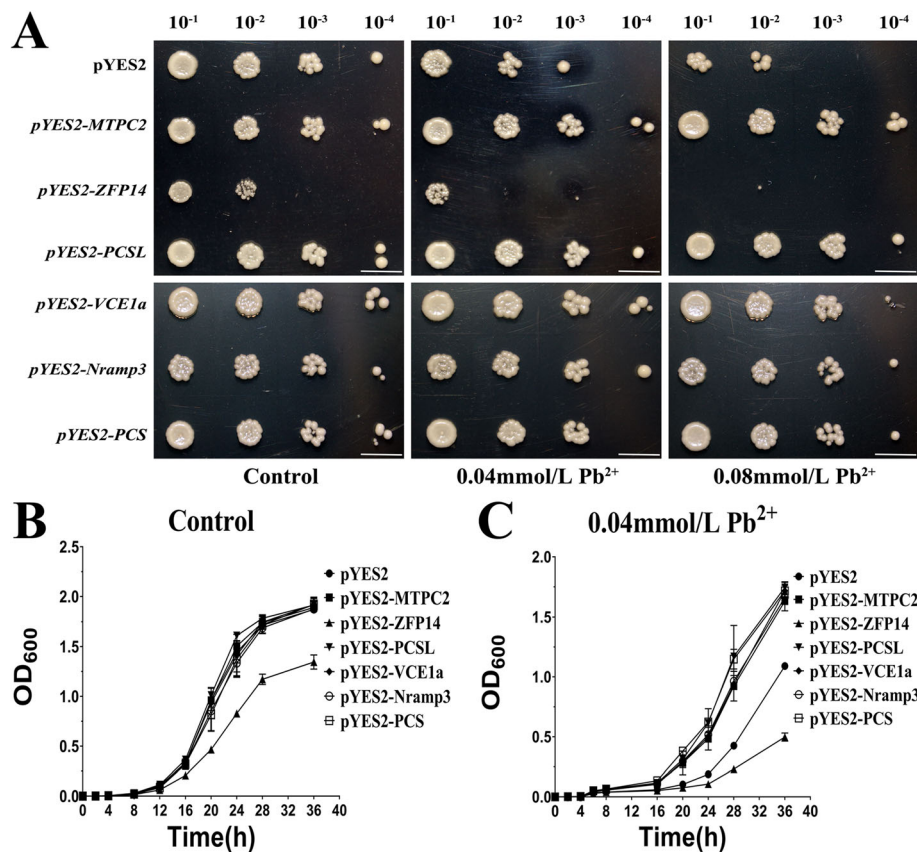 A
10-1 10-2 10-3 10-4 10-1 10-2 10-3 10-4 10-1 10-2 10-3 10-4
pYES2
pYES2-MTPC2
pYES2-ZFP14
pYES2-PCSL
pYES2-VCE1a
pYES2-Nramp3
pYES2-PCS
Control 0.04mmol/L Pb2+ 0.08mmol/L Pb2+
B Control
OD600
2.5
2.0
1.5
1.0
0.5
0.0
0 4 8 12 16 20 24 28 32 36 40
Time(h)
pYES2
pYES2-MTPC2
pYES2-ZFP14
pYES2-PCSL
pYES2-VCE1a
pYES2-Nramp3
pYES2-PCS
C 0.04mmol/L Pb2+
OD600
2.0
1.5
1.0
0.5
0.0
0 4 8 12 16 20 24 28 32 36 40
Time(h)
pYES2
pYES2-MTPC2
pYES2-ZFP14
pYES2-PCSL
pYES2-VCE1a
pYES2-Nramp3
pYES2-PCS